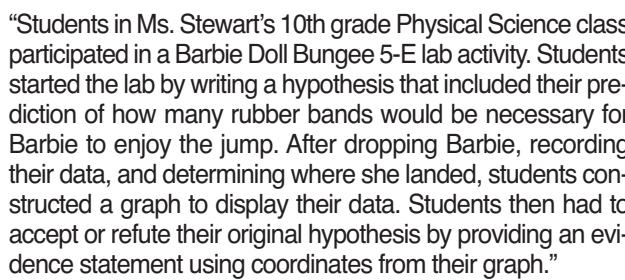 “Students in Ms. Stewart’s 10th grade Physical Science class
participated in a Barbie Doll Bungee 5-E lab activity. Students
started the lab by writing a hypothesis that included their pre-
diction of how many rubber bands would be necessary for
Barbie to enjoy the jump. After dropping Barbie, recording
their data, and determining where she landed, students con-
structed a graph to display their data. Students then had to
accept or refute their original hypothesis by providing an evi-
dence statement using coordinates from their graph.”